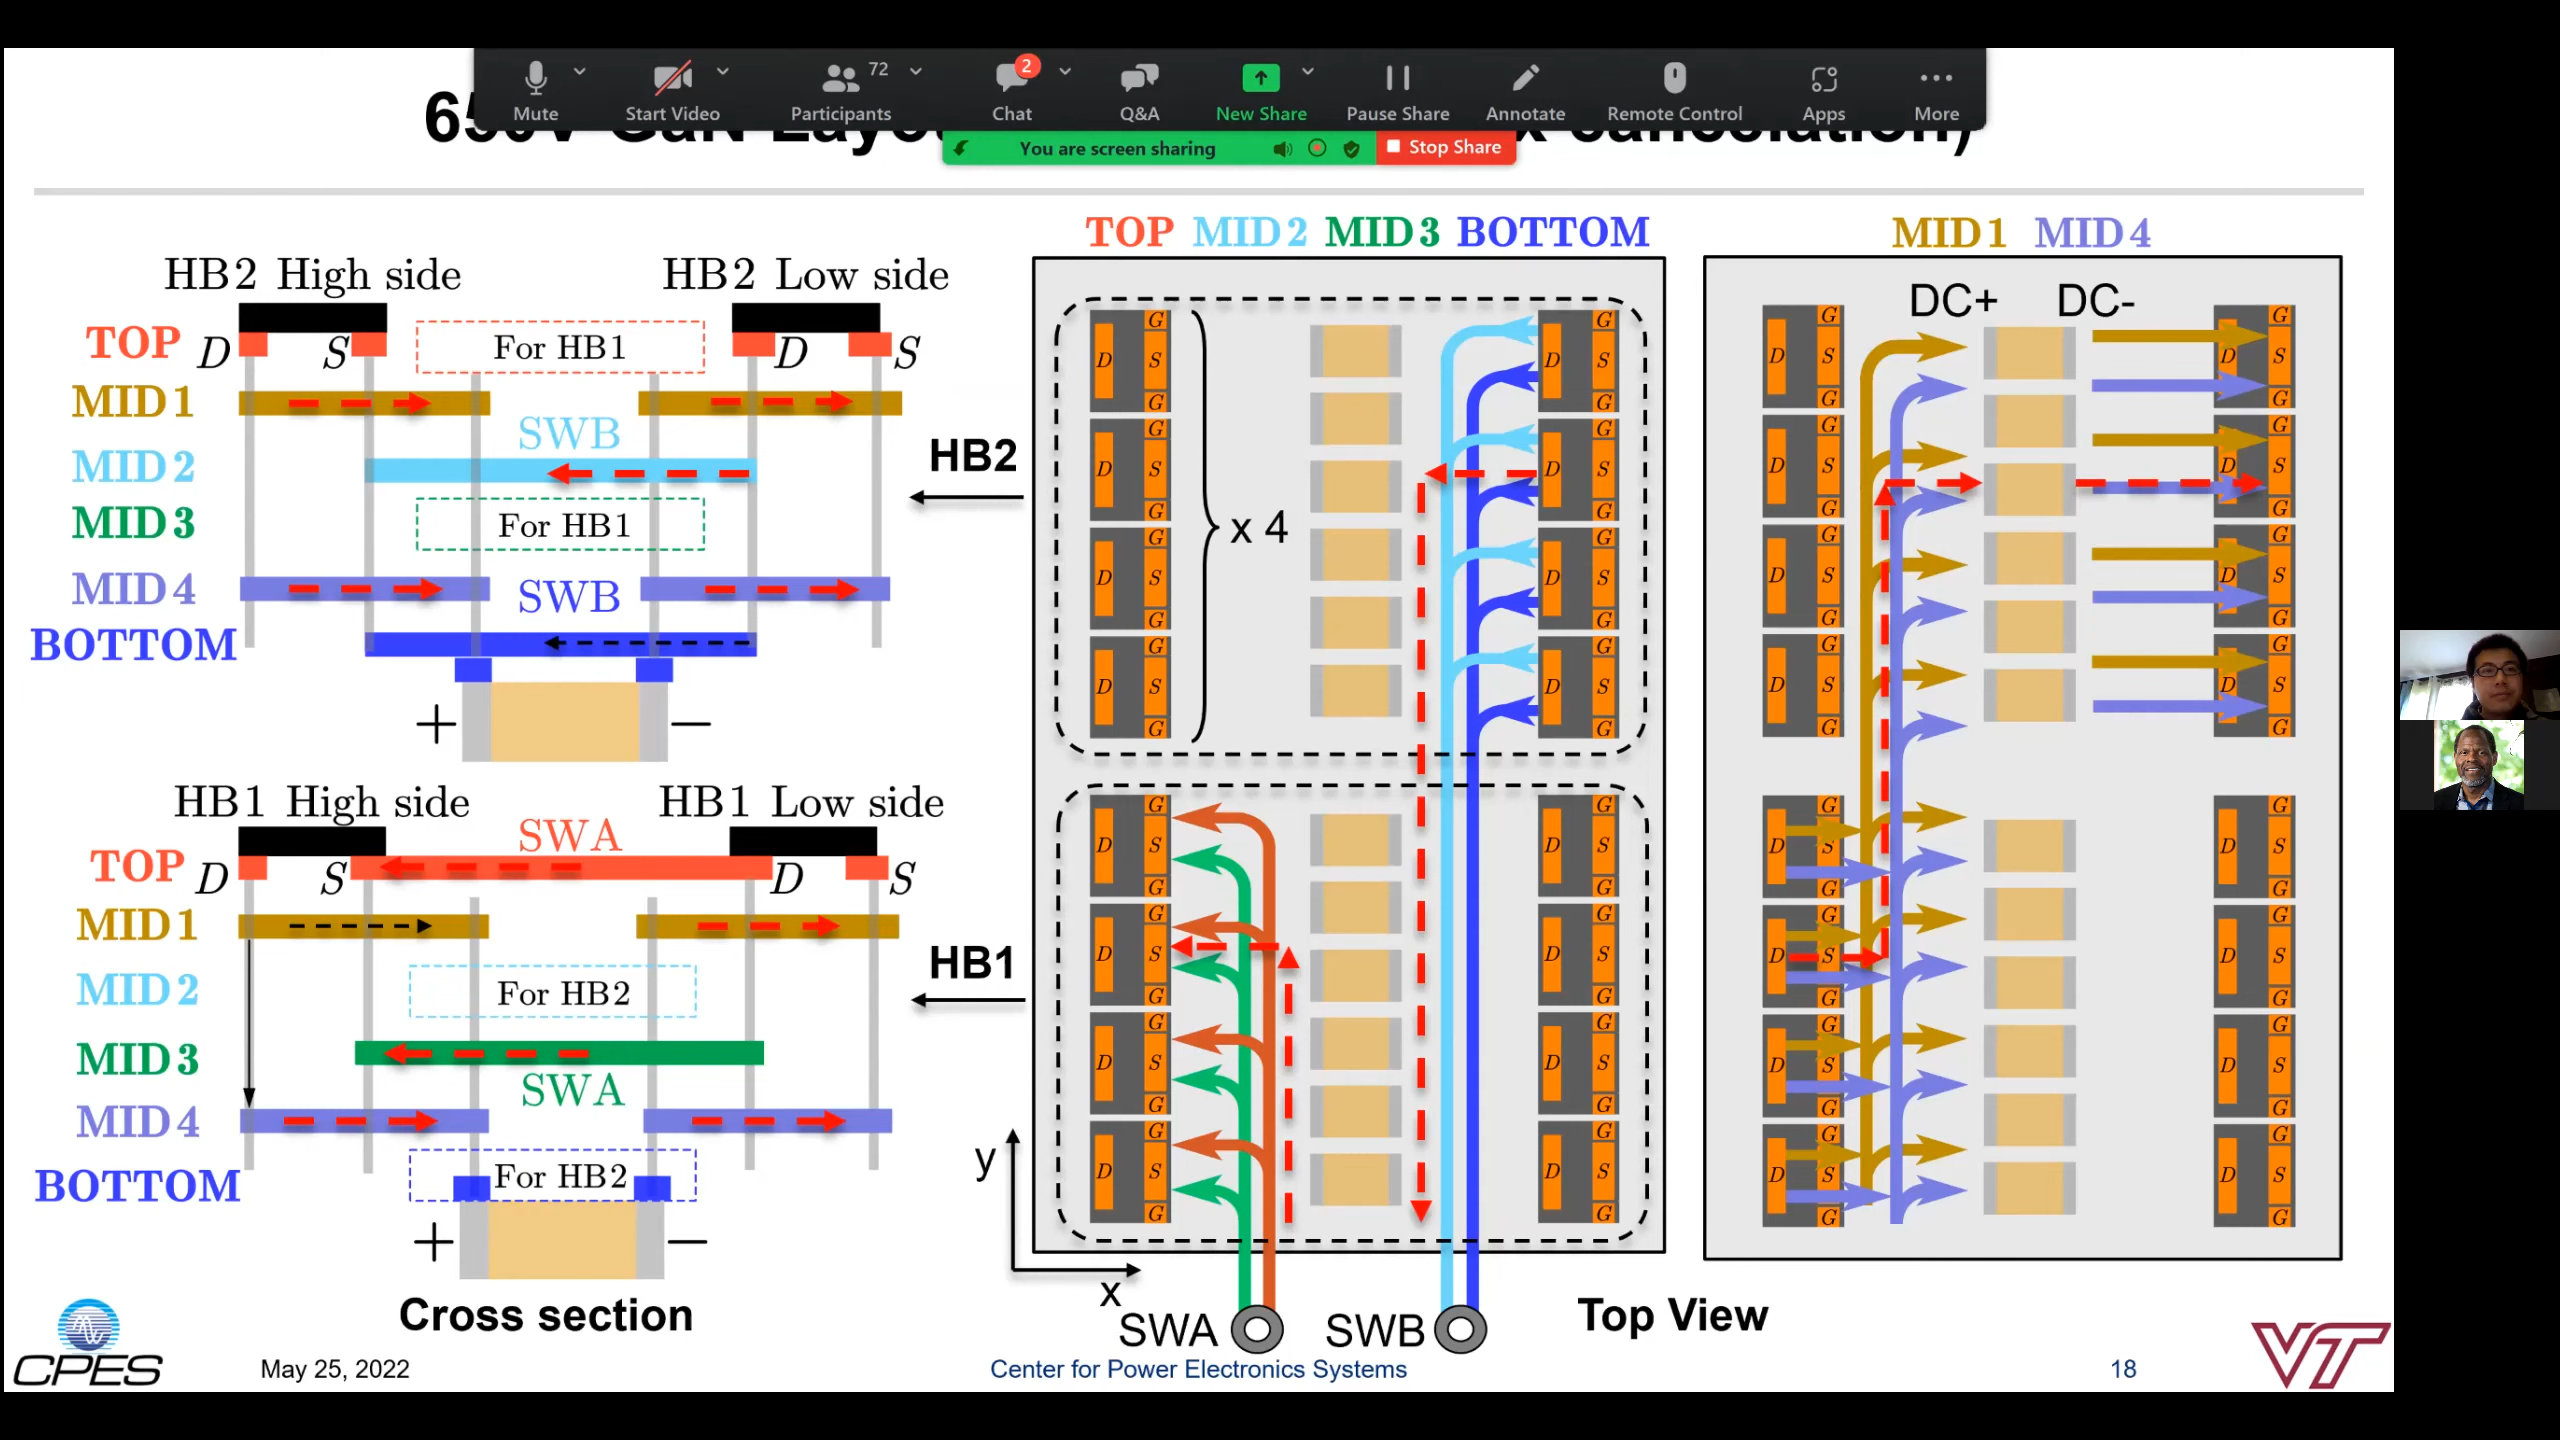 Mute
Start Video
72
Participants
2
Chat
Q&A
New Share
Pause Share
Annotate
Remote Control
Apps
More
You are screen sharing
Stop Share
HB2 High side
HB2 Low side
TOP D S
For HB1
D S
MID1
SWB
MID2
MID3
For HB1
MID4
SWB
BOTTOM
+ −
HB1 High side
HB1 Low side
SWA
TOP D S
D S
MID1
MID2
For HB2
MID3
SWA
MID4
BOTTOM
For HB2
+ −
Cross section
HB2
HB1
TOP MID2 MID3 BOTTOM
G G
D S D S
G G
G G
D S D S
G G
x 4
G G
D S D S
G G
G G
D S D S
G G
G G
D S D S
G G
G G
D S D S
G G
G G
D S D S
G G
G G
D S D S
G G
y
x
SWA
SWB
MID1 MID4
DC+ DC-
G G
D S D S
G G
G G
D S D S
G G
G G
D S D S
G G
G G
D S D S
G G
G G
D S D S
G G
G G
D S D S
G G
G G
D S D S
G G
G G
D S D S
G G
Top View
CPES
May 25, 2022
Center for Power Electronics Systems
18
VT